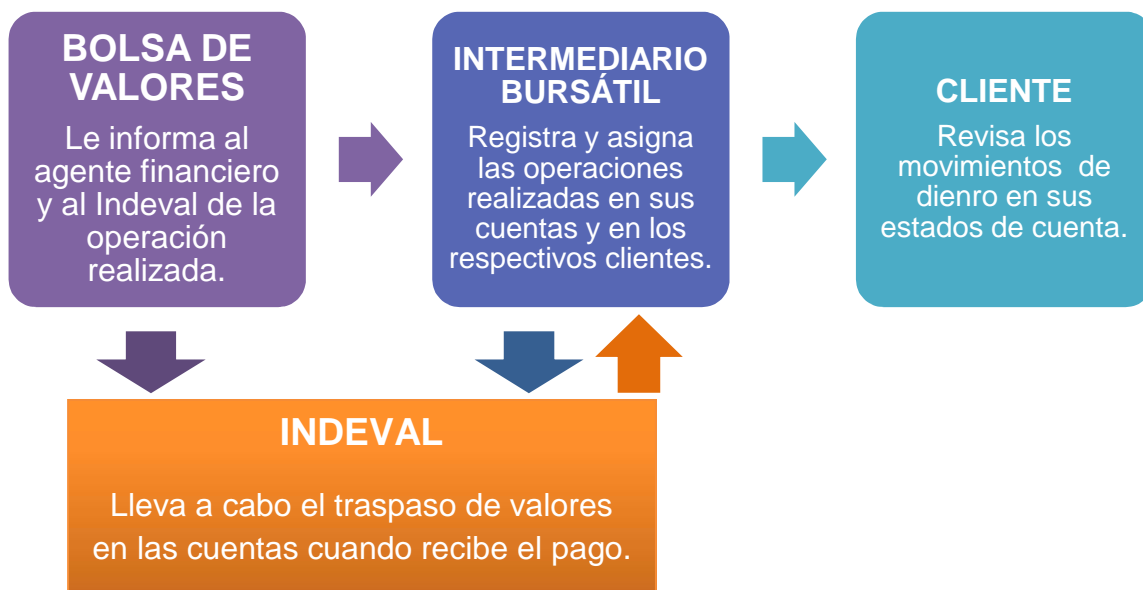 BOLSA DE
VALORES
Le informa al
agente financiero
y al Indeval de la
operación
realizada.
INTERMEDIARIO
BURSÁTIL
Registra y asigna
las operaciones
realizadas en sus
cuentas y en los
respectivos clientes.
CLIENTE
Revisa los
movimientos de
dienro en sus
estados de cuenta.
INDEVAL
Lleva a cabo el traspaso de valores
en las cuentas cuando recibe el pago.